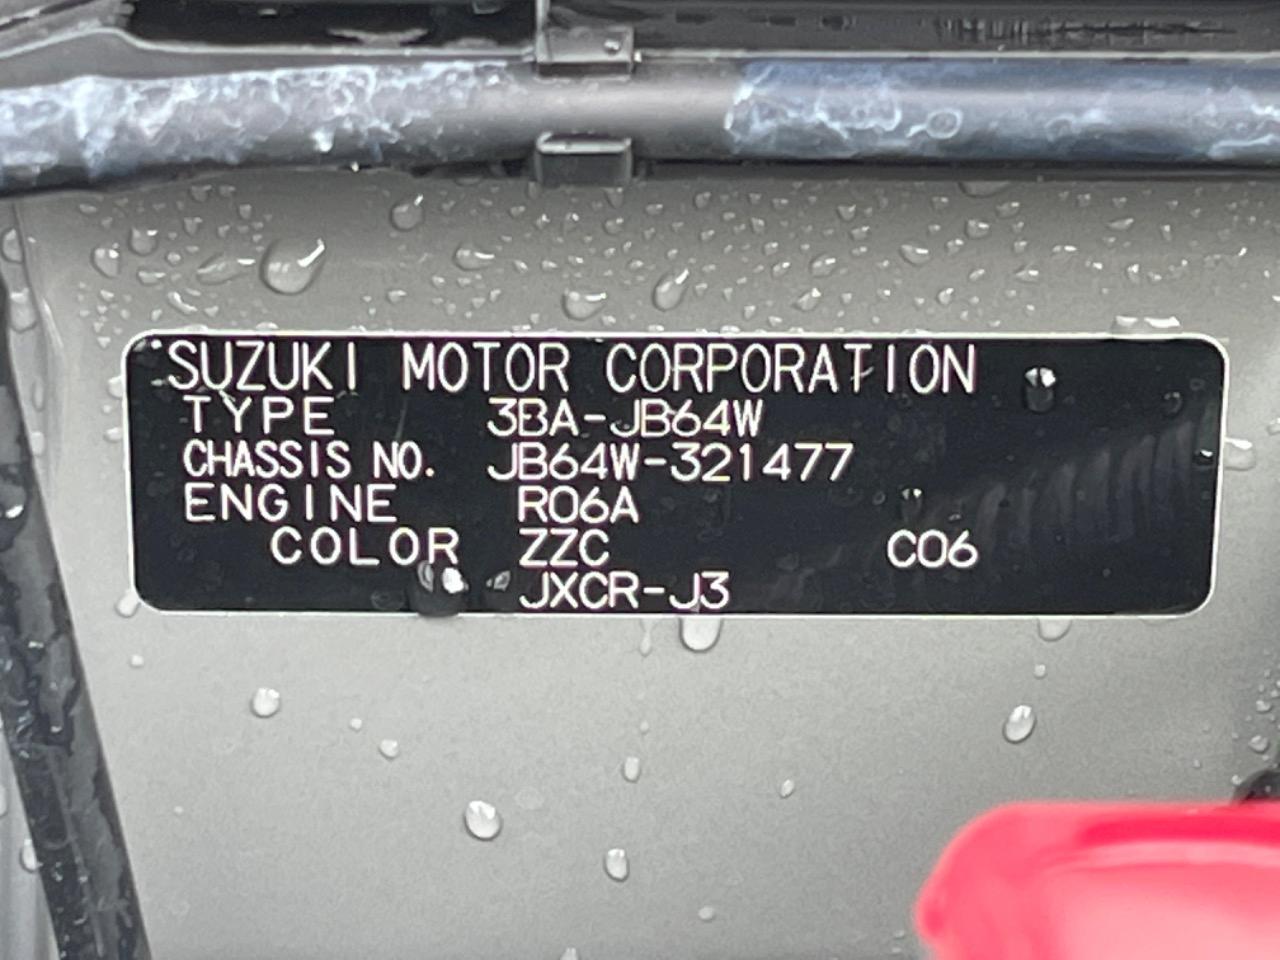 SUZUKI MOTOR CORPORATION
TYPE 3BA-JB64W
CHASSIS NO. JB64W-321477
ENGINE R06A
COLOR ZZC C06
JXCR-J3